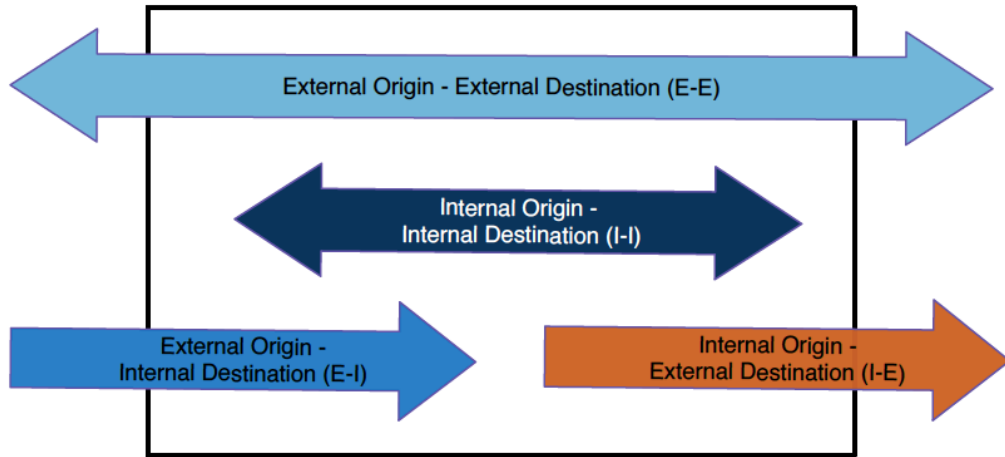 External Origin - External Destination (E-E)
Internal Origin -
Internal Destination (I-I)
External Origin -
Internal Destination (E-I)
Internal Origin -
External Destination (I-E)